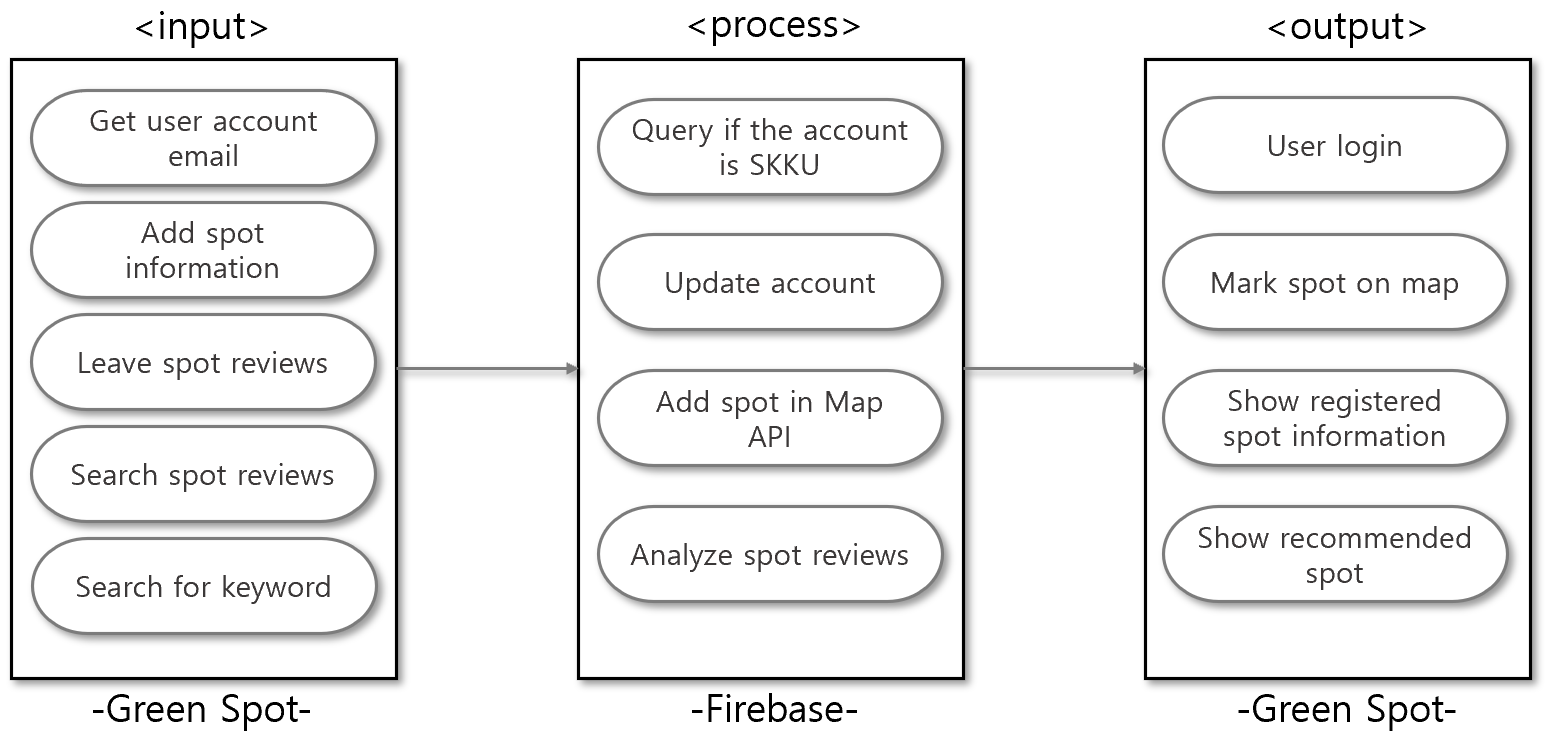 <input>
Get user account
email
Add spot
information
Leave spot reviews
Search spot reviews
Search for keyword
-Green Spot-
<process>
Query if the account
is SKKU
Update account
Add spot in Map
API
Analyze spot reviews
-Firebase-
<output>
User login
Mark spot on map
Show registered
spot information
Show recommended
spot
-Green Spot-